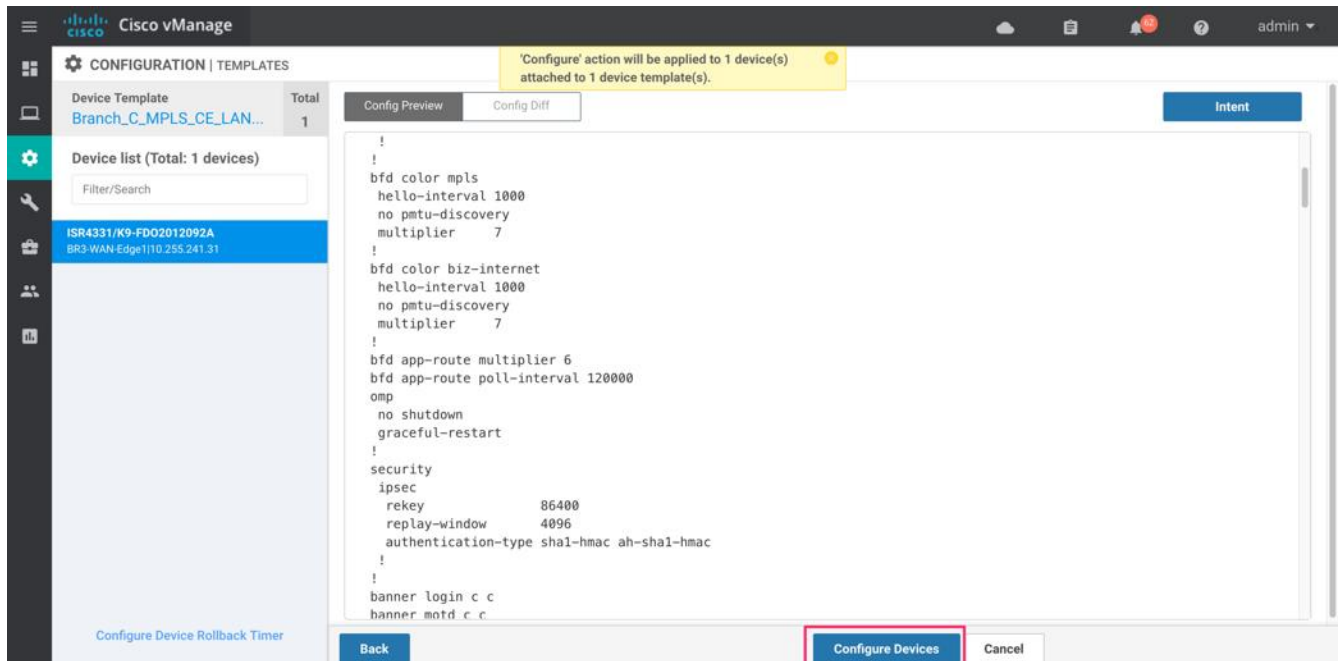 cisco Cisco vManage
62
admin
CONFIGURATION | TEMPLATES
'Configure' action will be applied to 1 device(s)
attached to 1 device template(s).
Device Template
Total
Branch_C_MPLS_CE_LAN...
1
Device list (Total: 1 devices)
Filter/Search
ISR4331/K9-FDO2012092A
BR3-WAN-Edge1|10.255.241.31
Configure Device Rollback Timer
Config Preview
Config Diff
Intent
!
!
bfd color mpls
hello-interval 1000
no pmtu-discovery
multiplier 7
!
bfd color biz-internet
hello-interval 1000
no pmtu-discovery
multiplier 7
!
bfd app-route multiplier 6
bfd app-route poll-interval 120000
omp
no shutdown
graceful-restart
!
security
ipsec
rekey 86400
replay-window 4096
authentication-type sha1-hmac ah-sha1-hmac
!
!
banner login c c
banner motd c c
Back
Configure Devices
Cancel